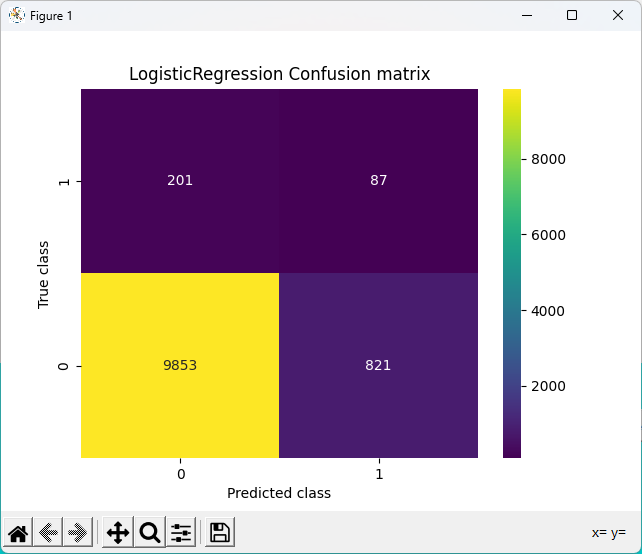 Figure 1
LogisticRegression Confusion matrix
True class
1
0
201
87
9853
821
0
1
Predicted class
8000
6000
4000
2000
x= y=